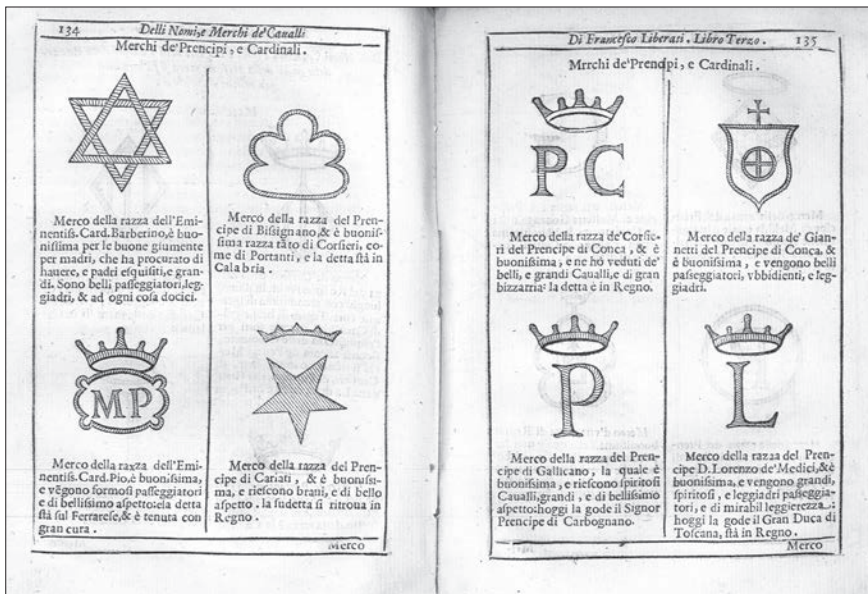 134 Delli Nomi,e Merchi de'Caualli
Merchi de'Prencipi, e Cardinali.
Merco della razza dell'Emi-
nentiss. Card. Barberino,è buo-
nissima per le buone giumente
per madri, che ha procurato di
hauere, e padri esquisiti,e gran-
di. Sono belli passeggiatori,leg-
giadri, & ad ogni cosa docici.
MP
Merco della razza dell'Emi-
nentiss. Card. Pio,è buonissima,
e vẽgono formosi passeggiatori
e di bellissimo aspetto:ela detta
stà sul Ferrarese,& è tenuta con
gran cura.
Merco della razza del Pren-
cipe di Bisignano,& è buonis-
sima razza tãto di Corsieri, co-
me di Portanti, e la detta stà in
Calabria.
Merco della razza del Pren-
cipe di Cariati, & è buonissi-
ma, e riescono brani, e di bello
aspetto. la sudetta si ritroua in
Regno.
Merco
Di Francesco Liberati. Libro Terzo. 135
Mrrchi de'Prencipi, e Cardinali.
P C
Merco della razza de'Corsie-
ri del Prencipe di Conca, & è
buonissima, e ne hò veduti de'
belli, e grandi Caualli,e di gran
bizzarria: la detta è in Regno.
P
Merco della razza del Pren-
cipe di Gallicano, la quale è
buonissima, e riescono spiritosi
Caualli,grandi, e di bellissimo
aspetto:hoggi la gode il Signor
Prencipe di Carbognano.
Merco della razza de' Gian-
netti del Prencipe di Conca, &
è buonissima, e vengono belli
passeggiatori, vbbidienti, e leg-
giadri.
L
Merco della razza del Pren-
cipe D.Lorenzo de'Medici,& è
buonissima, e vengono grandi,
spiritosi, e leggiadri passeggia-
tori, e di mirabil leggierezza.:
hoggi la gode il Gran Duca di
Toscana, stà in Regno.
Merco